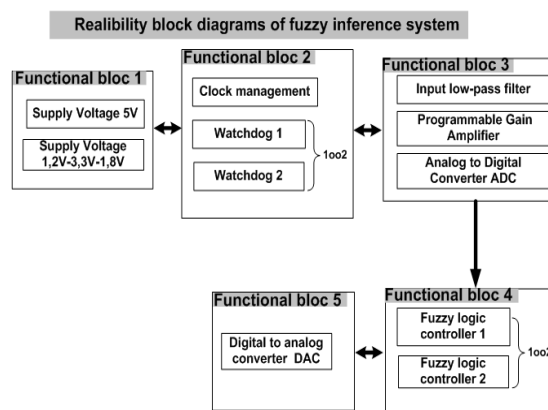 Realibility block diagrams of fuzzy inference system
Functional bloc 1
Supply Voltage 5V
Supply Voltage
1,2V-3,3V-1,8V
Functional bloc 2
Clock management
Watchdog 1
Watchdog 2
1oo2
Functional bloc 3
Input low-pass filter
Programmable Gain
Amplifier
Analog to Digital
Converter ADC
Functional bloc 4
Fuzzy logic
controller 1
Fuzzy logic
controller 2
1oo2
Functional bloc 5
Digital to analog
converter DAC